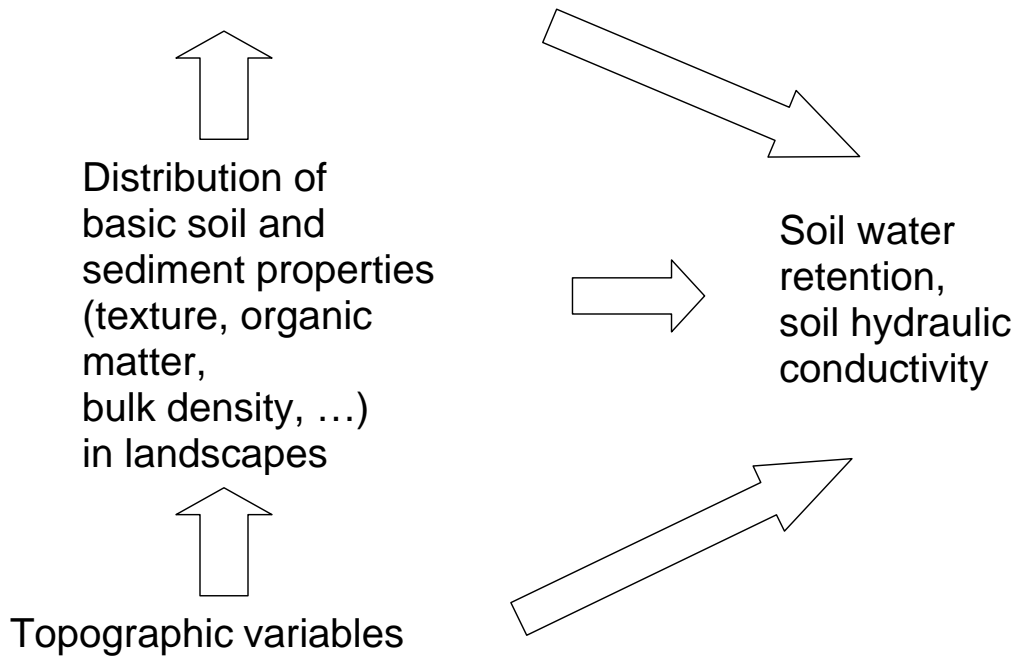 Distribution of
basic soil and
sediment properties
(texture, organic
matter,
bulk density, …)
in landscapes
Soil water
retention,
soil hydraulic
conductivity
Topographic variables